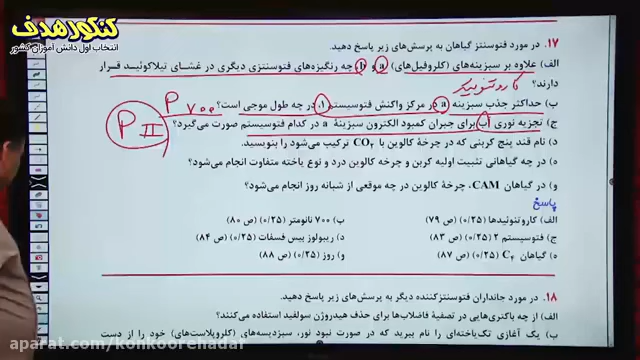 کنکور هدف
انتخاب اول دانش آموزان کشور
۱۷. در مورد فتوسنتز گیاهان به پرسش‌های زیر پاسخ دهید.
الف) علاوه بر سبزینه‌های (کلروفیل‌های) a و b، چه رنگیزه‌های فتوسنتزی دیگری در غشای تیلاکوئید قرار
دارند؟ کاروتنوئید
ب) حداکثر جذب سبزینه a در مرکز واکنش فتوسیستم ۱، در چه طول موجی است؟ P ۷۰۰
ج) تجزیه نوری آب برای جبران کمبود الکترون سبزینهٔ a در کدام فتوسیستم صورت می‌گیرد؟ P II
د) نام قند پنج کربنی که در چرخهٔ کالوین با CO۲ ترکیب می‌شود را بنویسید.
ه) در چه گیاهانی تثبیت اولیه کربن و چرخه کالوین درد و نوع یاخته متفاوت انجام می‌شود؟
و) در گیاهان CAM، چرخهٔ کالوین در چه موقعی از شبانه روز انجام می‌شود؟
پاسخ
الف) کاروتنوئیدها (۰/۲۵) (ص ۷۹)
ب) ۷۰۰ نانومتر (۰/۲۵) (ص ۸۰)
ج) فتوسیستم ۲ (۰/۲۵) (ص ۸۳)
د) ریبولوز بیس فسفات (۰/۲۵) (ص ۸۴)
ه) گیاهان C۴ (۰/۲۵) (ص ۸۷)
و) روز (۰/۲۵) (ص ۸۸)
۱۸. در مورد جانداران فتوسنتزکننده دیگر به پرسش‌های زیر پاسخ دهید.
الف) از چه باکتری‌هایی در تصفیهٔ فاضلاب‌ها برای حذف هیدروژن سولفید استفاده می‌کنند؟
ب) یک آغازی تک‌یاخته‌ای را نام ببرید که در صورت نبود نور، سبزدیسه‌های (کلروپلاست‌های) خود را از دست
aparat.com/konkoorehadaf